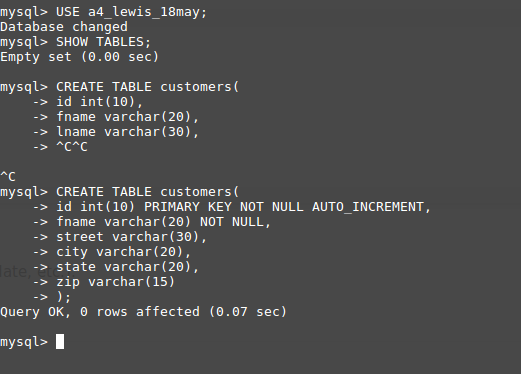 mysql> USE a4_lewis_18may;
Database changed
mysql> SHOW TABLES;
Empty set (0.00 sec)
mysql> CREATE TABLE customers(
-> id int(10),
-> fname varchar(20),
-> lname varchar(30),
-> ^C^C
^C
mysql> CREATE TABLE customers(
-> id int(10) PRIMARY KEY NOT NULL AUTO_INCREMENT,
-> fname varchar(20) NOT NULL,
-> street varchar(30),
-> city varchar(20),
-> state varchar(20),
-> zip varchar(15)
-> );
Query OK, 0 rows affected (0.07 sec)
mysql>